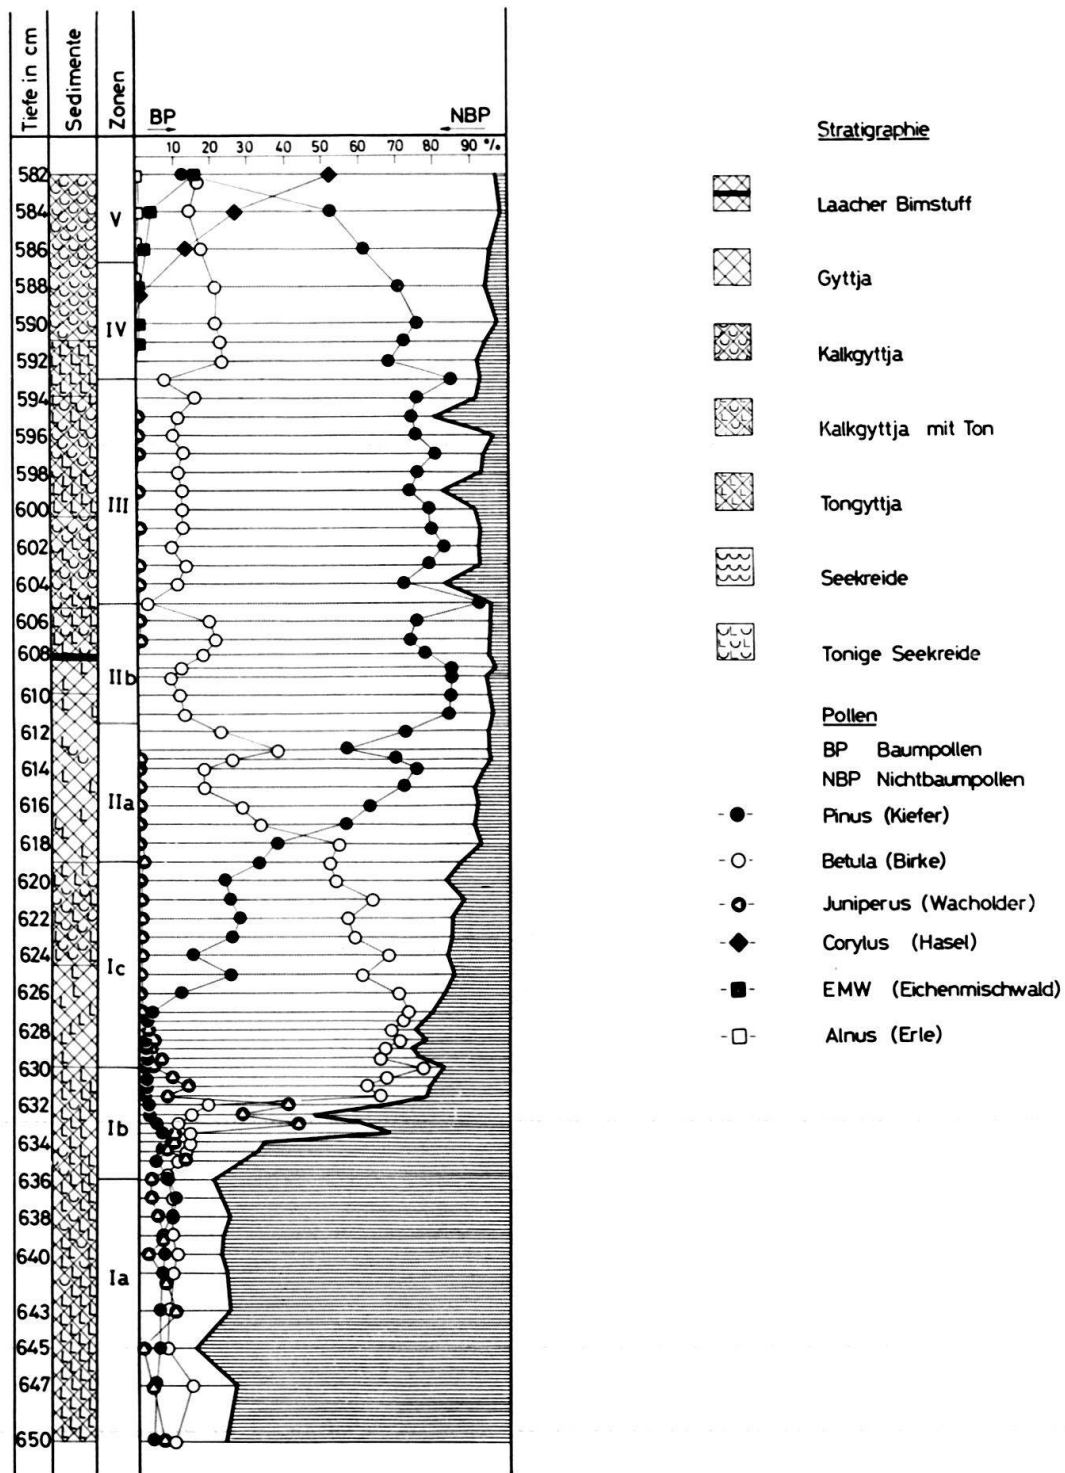 Tiefe in cm
Sedimente
Zonen
BP
NBP
10 20 30 40 50 60 70 80 90 %
582
584
586
588
590
592
594
596
598
600
602
604
606
608
610
612
614
616
618
620
622
624
626
628
630
632
634
636
638
640
643
645
647
650
V
IV
III
IIb
IIa
Ic
Ib
Ia
Stratigraphie
Laacher Bimstuff
Gyttja
Kalkgyttja
Kalkgyttja mit Ton
Tongyttja
Seekreide
Tonige Seekreide
Pollen
BP Baumpollen
NBP Nichtbaumpollen
Pinus (Kiefer)
Betula (Birke)
Juniperus (Wacholder)
Corylus (Hasel)
EMW (Eichenmischwald)
Alnus (Erle)